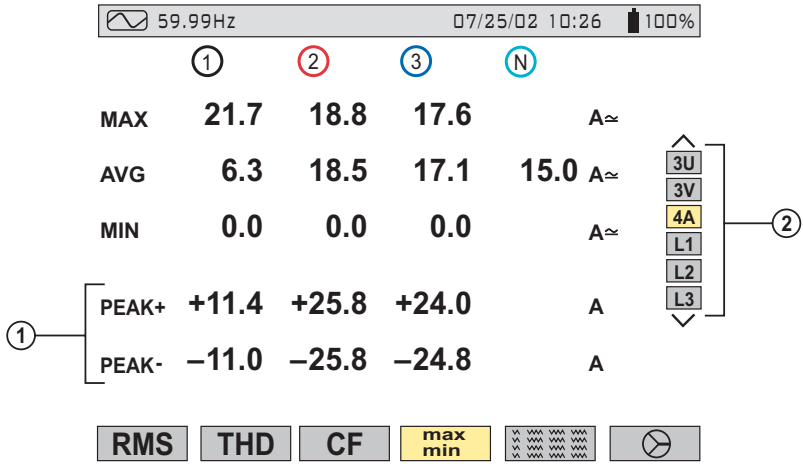 59.99Hz 07/25/02 10:26 100%
1 2 3 N
MAX 21.7 18.8 17.6 A≃
AVG 6.3 18.5 17.1 15.0 A≃
MIN 0.0 0.0 0.0 A≃
PEAK+ +11.4 +25.8 +24.0 A
PEAK- –11.0 –25.8 –24.8 A
1
3U
3V
4A
L1
L2
L3
2
RMS THD CF max min